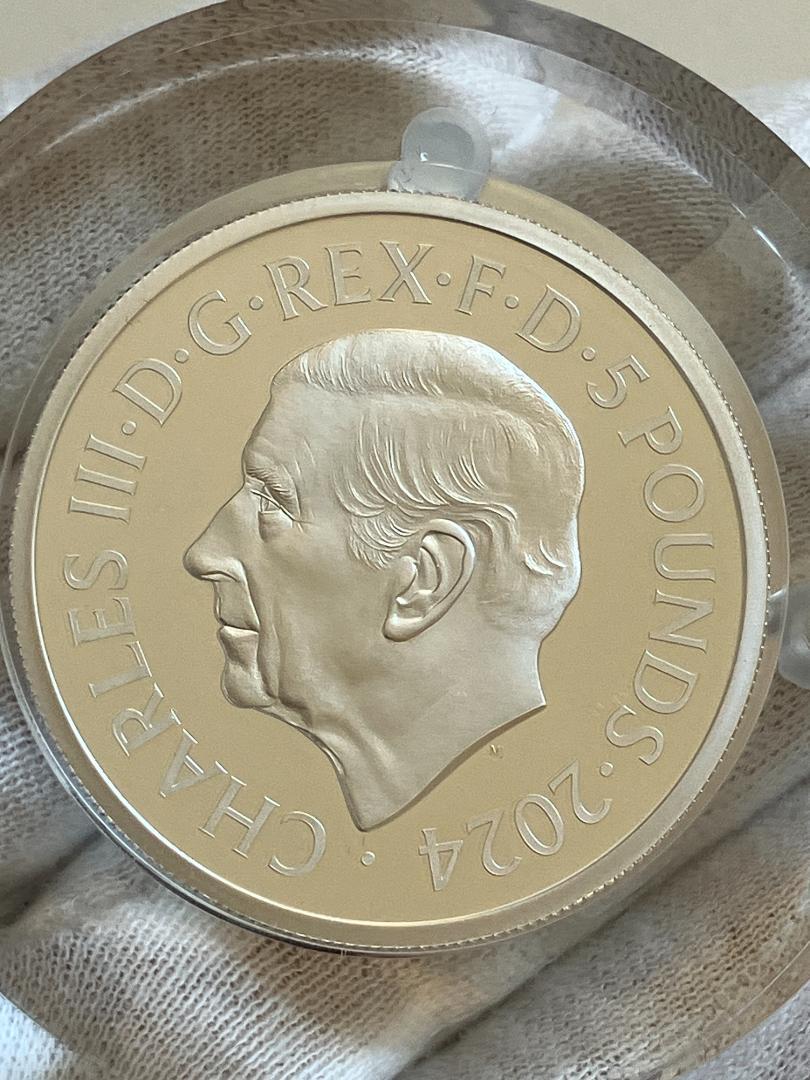 CHARLES III · D · G · REX · F · D · 5 POUNDS · 2024 ·